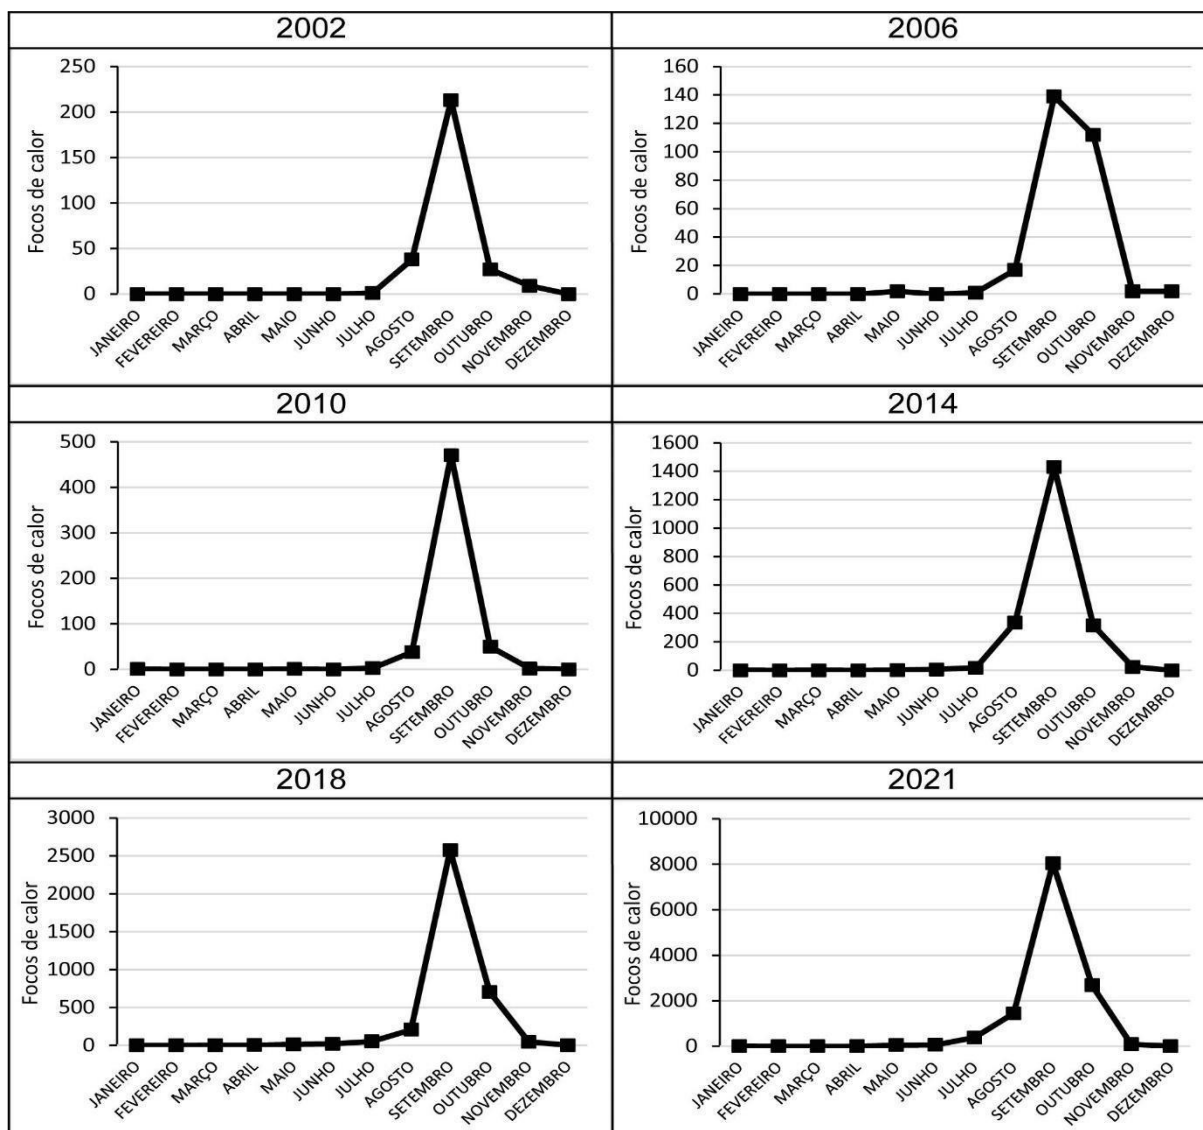 2002
2006
Focos de calor
250
200
150
100
50
0
JANEIRO
FEVEREIRO
MARÇO
ABRIL
MAIO
JUNHO
JULHO
AGOSTO
SETEMBRO
OUTUBRO
NOVEMBRO
DEZEMBRO
Focos de calor
160
140
120
100
80
60
40
20
0
JANEIRO
FEVEREIRO
MARÇO
ABRIL
MAIO
JUNHO
JULHO
AGOSTO
SETEMBRO
OUTUBRO
NOVEMBRO
DEZEMBRO
2010
2014
Focos de calor
500
400
300
200
100
0
JANEIRO
FEVEREIRO
MARÇO
ABRIL
MAIO
JUNHO
JULHO
AGOSTO
SETEMBRO
OUTUBRO
NOVEMBRO
DEZEMBRO
Focos de calor
1600
1400
1200
1000
800
600
400
200
0
JANEIRO
FEVEREIRO
MARÇO
ABRIL
MAIO
JUNHO
JULHO
AGOSTO
SETEMBRO
OUTUBRO
NOVEMBRO
DEZEMBRO
2018
2021
Focos de calor
3000
2500
2000
1500
1000
500
0
JANEIRO
FEVEREIRO
MARÇO
ABRIL
MAIO
JUNHO
JULHO
AGOSTO
SETEMBRO
OUTUBRO
NOVEMBRO
DEZEMBRO
Focos de calor
10000
8000
6000
4000
2000
0
JANEIRO
FEVEREIRO
MARÇO
ABRIL
MAIO
JUNHO
JULHO
AGOSTO
SETEMBRO
OUTUBRO
NOVEMBRO
DEZEMBRO